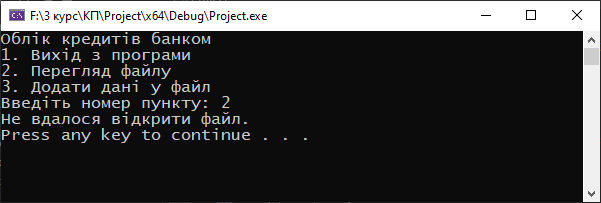 F:\3 курс\КП\Project\x64\Debug\Project.exe
Облік кредитів банком
1. Вихід з програми
2. Перегляд файлу
3. Додати дані у файл
Введіть номер пункту: 2
Не вдалося відкрити файл.
Press any key to continue . . .